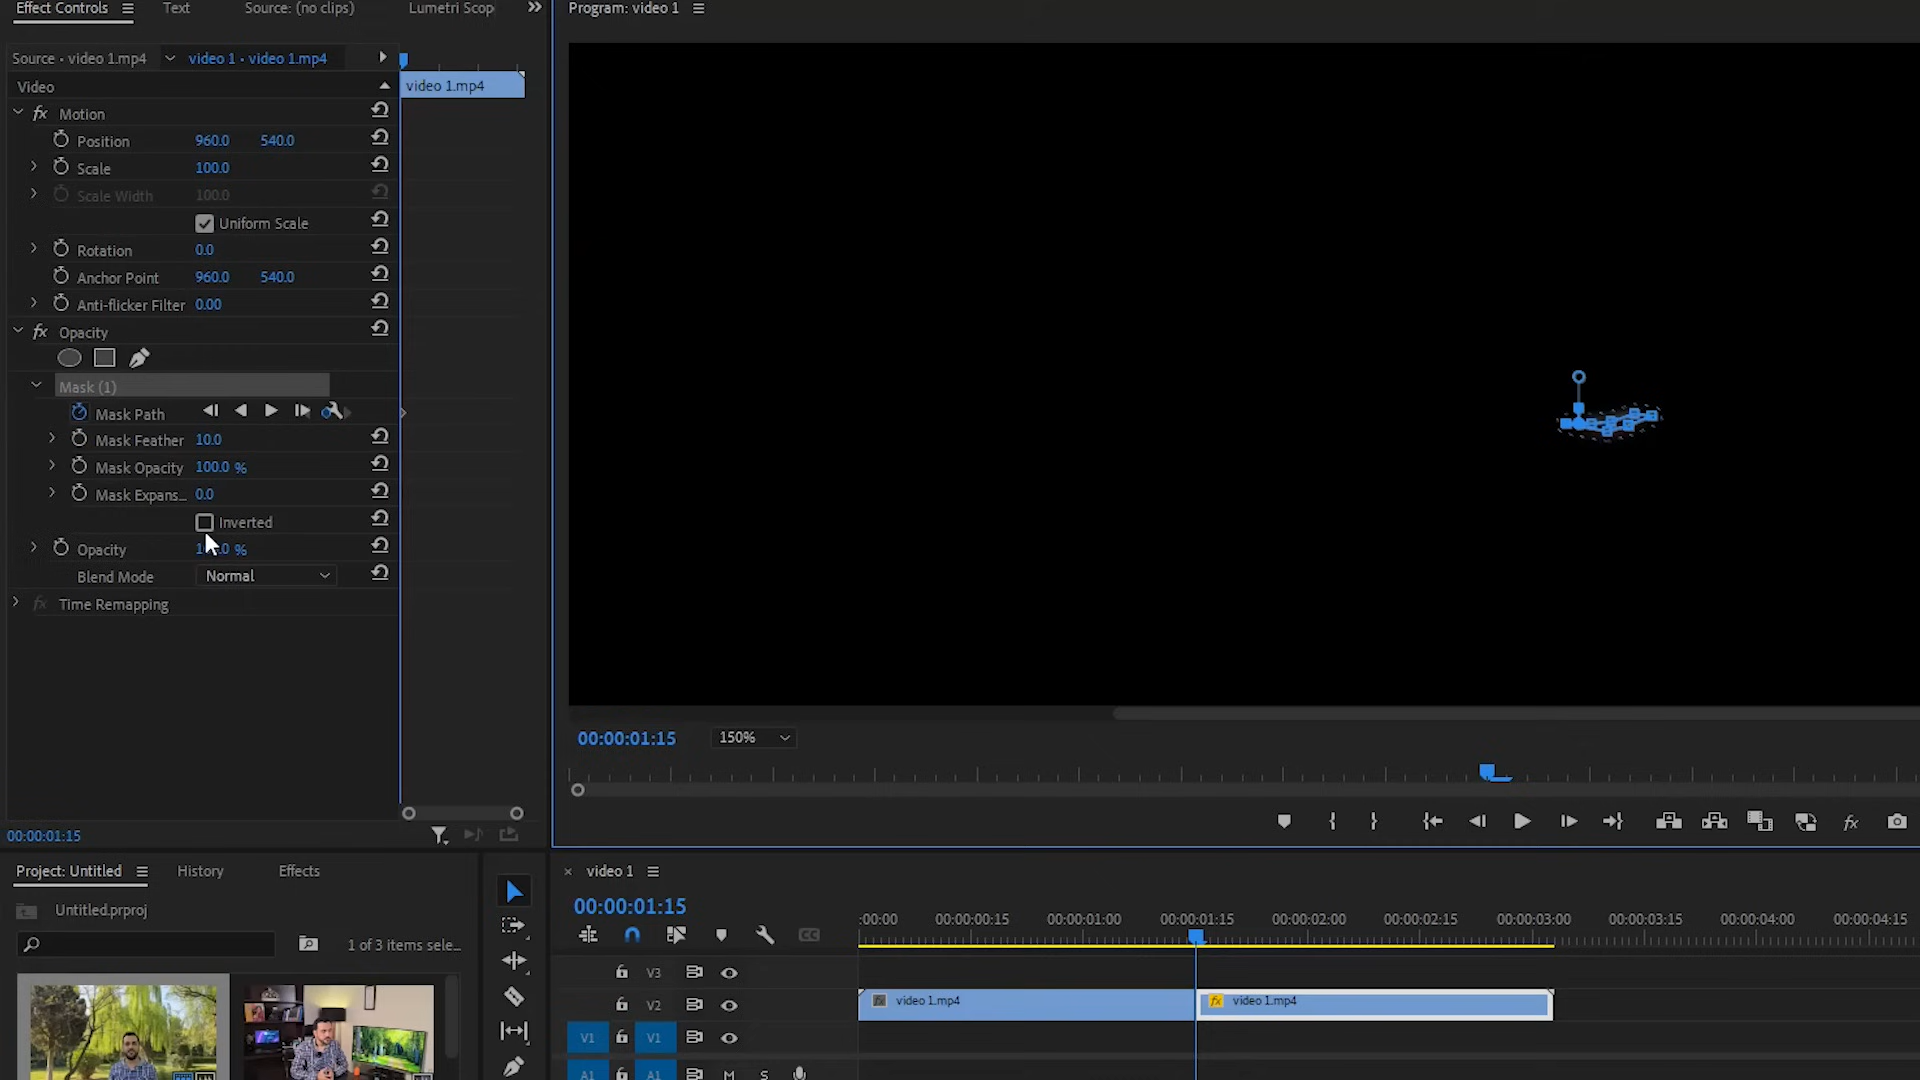 Effect Controls
Text
Source: (no clips)
Lumetri Scop
Program: video 1
Source • video 1.mp4
video 1 • video 1.mp4
Video
video 1.mp4
fx Motion
Position 960.0 540.0
Scale 100.0
Scale Width 100.0
Uniform Scale
Rotation 0.0
Anchor Point 960.0 540.0
Anti-flicker Filter 0.00
fx Opacity
Mask (1)
Mask Path
Mask Feather 10.0
Mask Opacity 100.0 %
Mask Expans... 0.0
Inverted
Opacity %
Blend Mode Normal
fx Time Remapping
00:00:01:15
150%
00:00:01:15
fx
Project: Untitled
History
Effects
Untitled.prproj
1 of 3 items sele...
video 1
00:00:01:15
CC
:00:00 00:00:00:15 00:00:01:00 00:00:01:15 00:00:02:00 00:00:02:15 00:00:03:00 00:00:03:15 00:00:04:00 00:00:04:15
V3
V2
fx video 1.mp4
fx video 1.mp4
V1 V1
A1 A1 M S